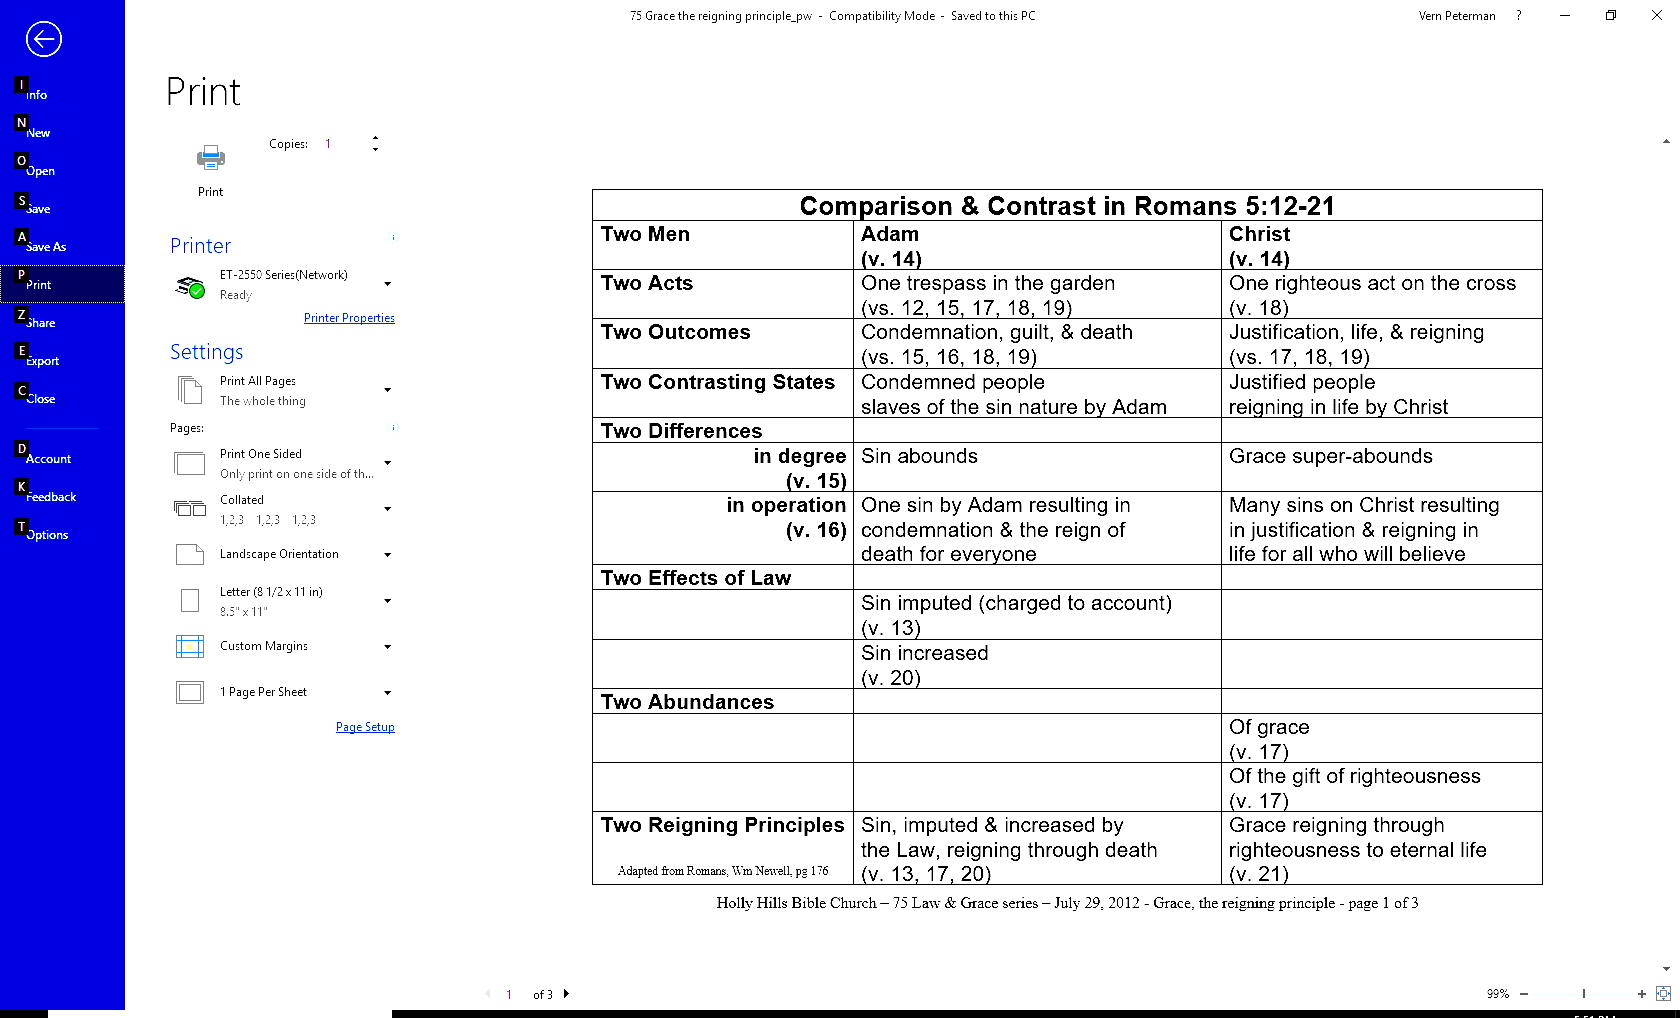 75 Grace the reigning principle_pw - Compatibility Mode - Saved to this PC
Vern Peterman ?
I
Info
N
New
O
Open
S
Save
A
Save As
P
Print
Z
Share
E
Export
C
Close
D
Account
K
Feedback
T
Options
Print
Copies: 1
Print
Printer
ET-2550 Series(Network)
Ready
Printer Properties
Settings
Print All Pages
The whole thing
Pages:
Print One Sided
Only print on one side of th...
Collated
1,2,3 1,2,3 1,2,3
Landscape Orientation
Letter (8 1/2 x 11 in)
8.5" x 11"
Custom Margins
1 Page Per Sheet
Page Setup
Comparison & Contrast in Romans 5:12-21
Two Men
Adam
(v. 14)
Christ
(v. 14)
Two Acts
One trespass in the garden
(vs. 12, 15, 17, 18, 19)
One righteous act on the cross
(v. 18)
Two Outcomes
Condemnation, guilt, & death
(vs. 15, 16, 18, 19)
Justification, life, & reigning
(vs. 17, 18, 19)
Two Contrasting States
Condemned people
slaves of the sin nature by Adam
Justified people
reigning in life by Christ
Two Differences
in degree
(v. 15)
Sin abounds
Grace super-abounds
in operation
(v. 16)
One sin by Adam resulting in
condemnation & the reign of
death for everyone
Many sins on Christ resulting
in justification & reigning in
life for all who will believe
Two Effects of Law
Sin imputed (charged to account)
(v. 13)
Sin increased
(v. 20)
Two Abundances
Of grace
(v. 17)
Of the gift of righteousness
(v. 17)
Two Reigning Principles
Adapted from Romans, Wm Newell, pg 176
Sin, imputed & increased by
the Law, reigning through death
(v. 13, 17, 20)
Grace reigning through
righteousness to eternal life
(v. 21)
Holly Hills Bible Church – 75 Law & Grace series – July 29, 2012 - Grace, the reigning principle - page 1 of 3
1 of 3
99%